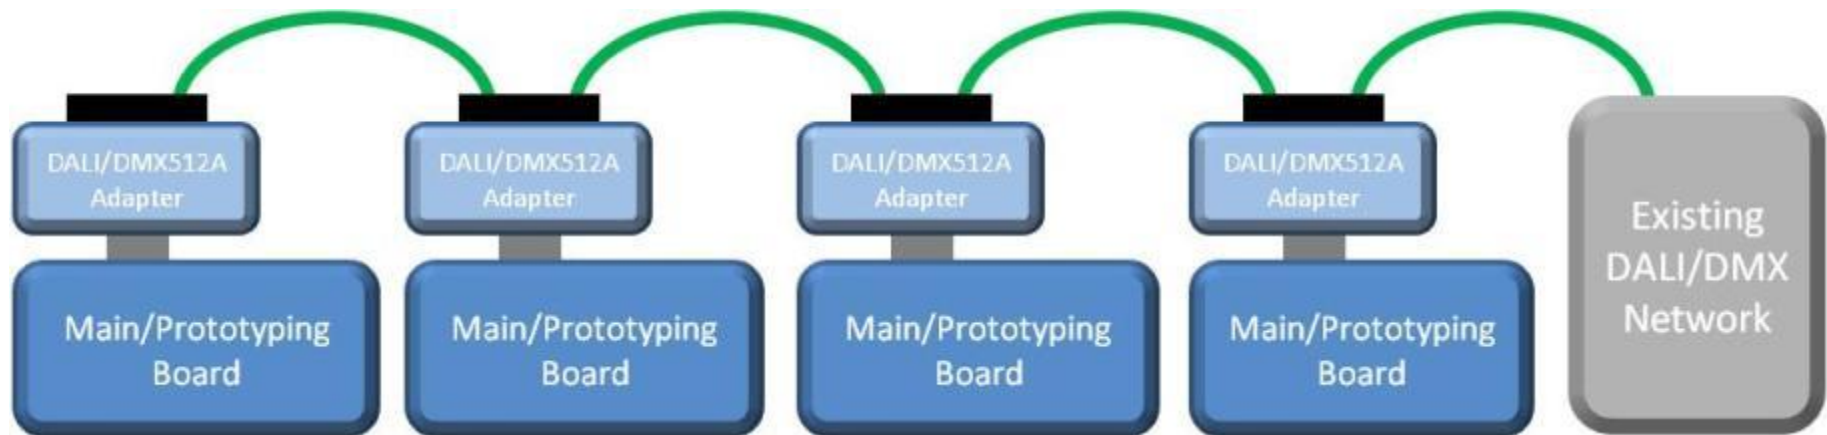 DALI/DMX512A
Adapter
DALI/DMX512A
Adapter
DALI/DMX512A
Adapter
DALI/DMX512A
Adapter
Main/Prototyping
Board
Main/Prototyping
Board
Main/Prototyping
Board
Main/Prototyping
Board
Existing
DALI/DMX
Network